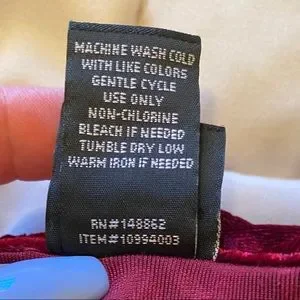 MACHINE WASH COLD
WITH LIKE COLORS
GENTLE CYCLE
USE ONLY
NON-CHLORINE
BLEACH IF NEEDED
TUMBLE DRY LOW
WARM IRON IF NEEDED
RN#148862
ITEM#10994003